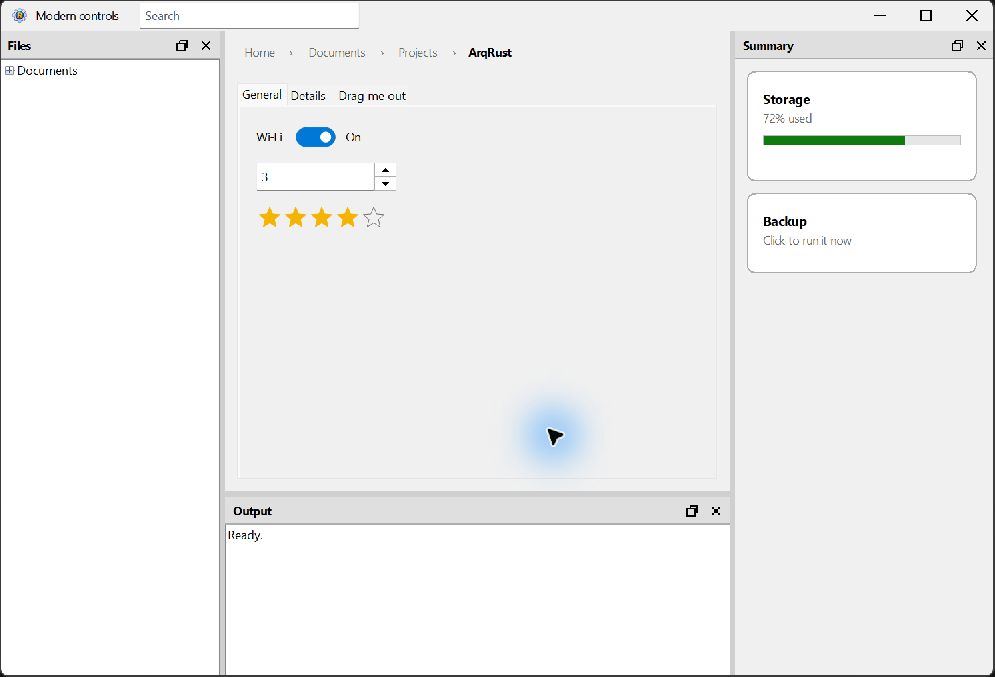 Modern controls
Search
Files
Documents
Home › Documents › Projects › ArqRust
General Details Drag me out
Wi-Fi On
3
Output
Ready.
Summary
Storage
72% used
Backup
Click to run it now